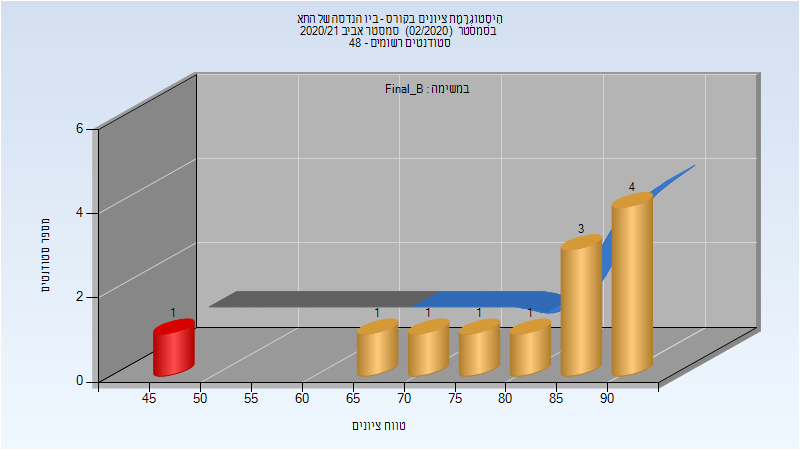 היסטוגרמת ציונים בקורס - ביו הנדסה של התא
בסמסטר (02/2020) סמסטר אביב 2020/21
סטודנטים רשומים - 48
במשימה : Final_B
מספר סטודנטים
6
4
2
0
1
1
1
1
1
3
4
45 50 55 60 65 70 75 80 85 90
טווח ציונים